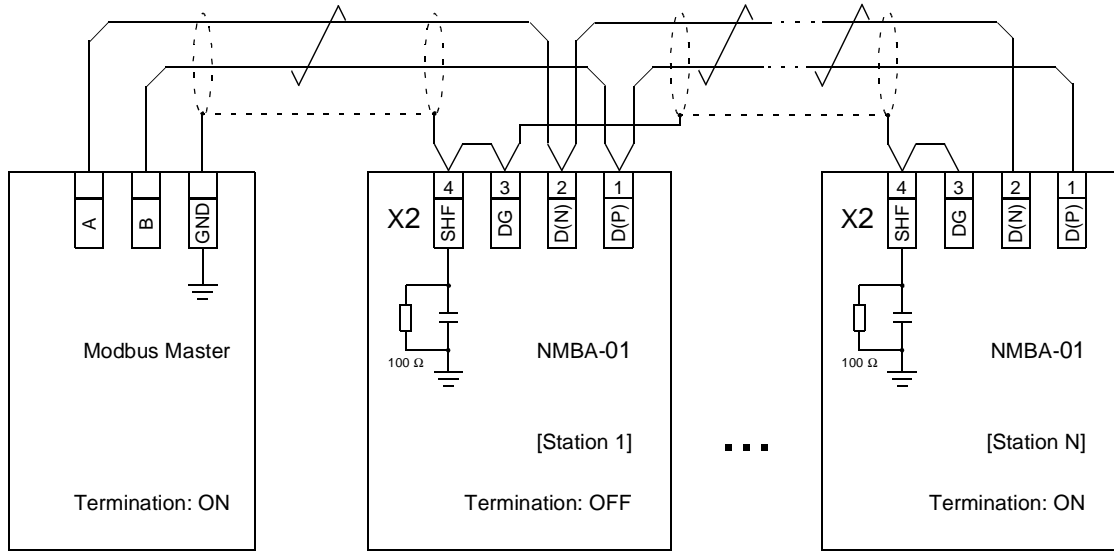 4 3 2 1 4 3 2 1
A B GND X2 SHF DG D(N) D(P) X2 SHF DG D(N) D(P)
100 Ω 100 Ω
Modbus Master NMBA-01 NMBA-01
[Station 1] ... [Station N]
Termination: ON Termination: OFF Termination: ON